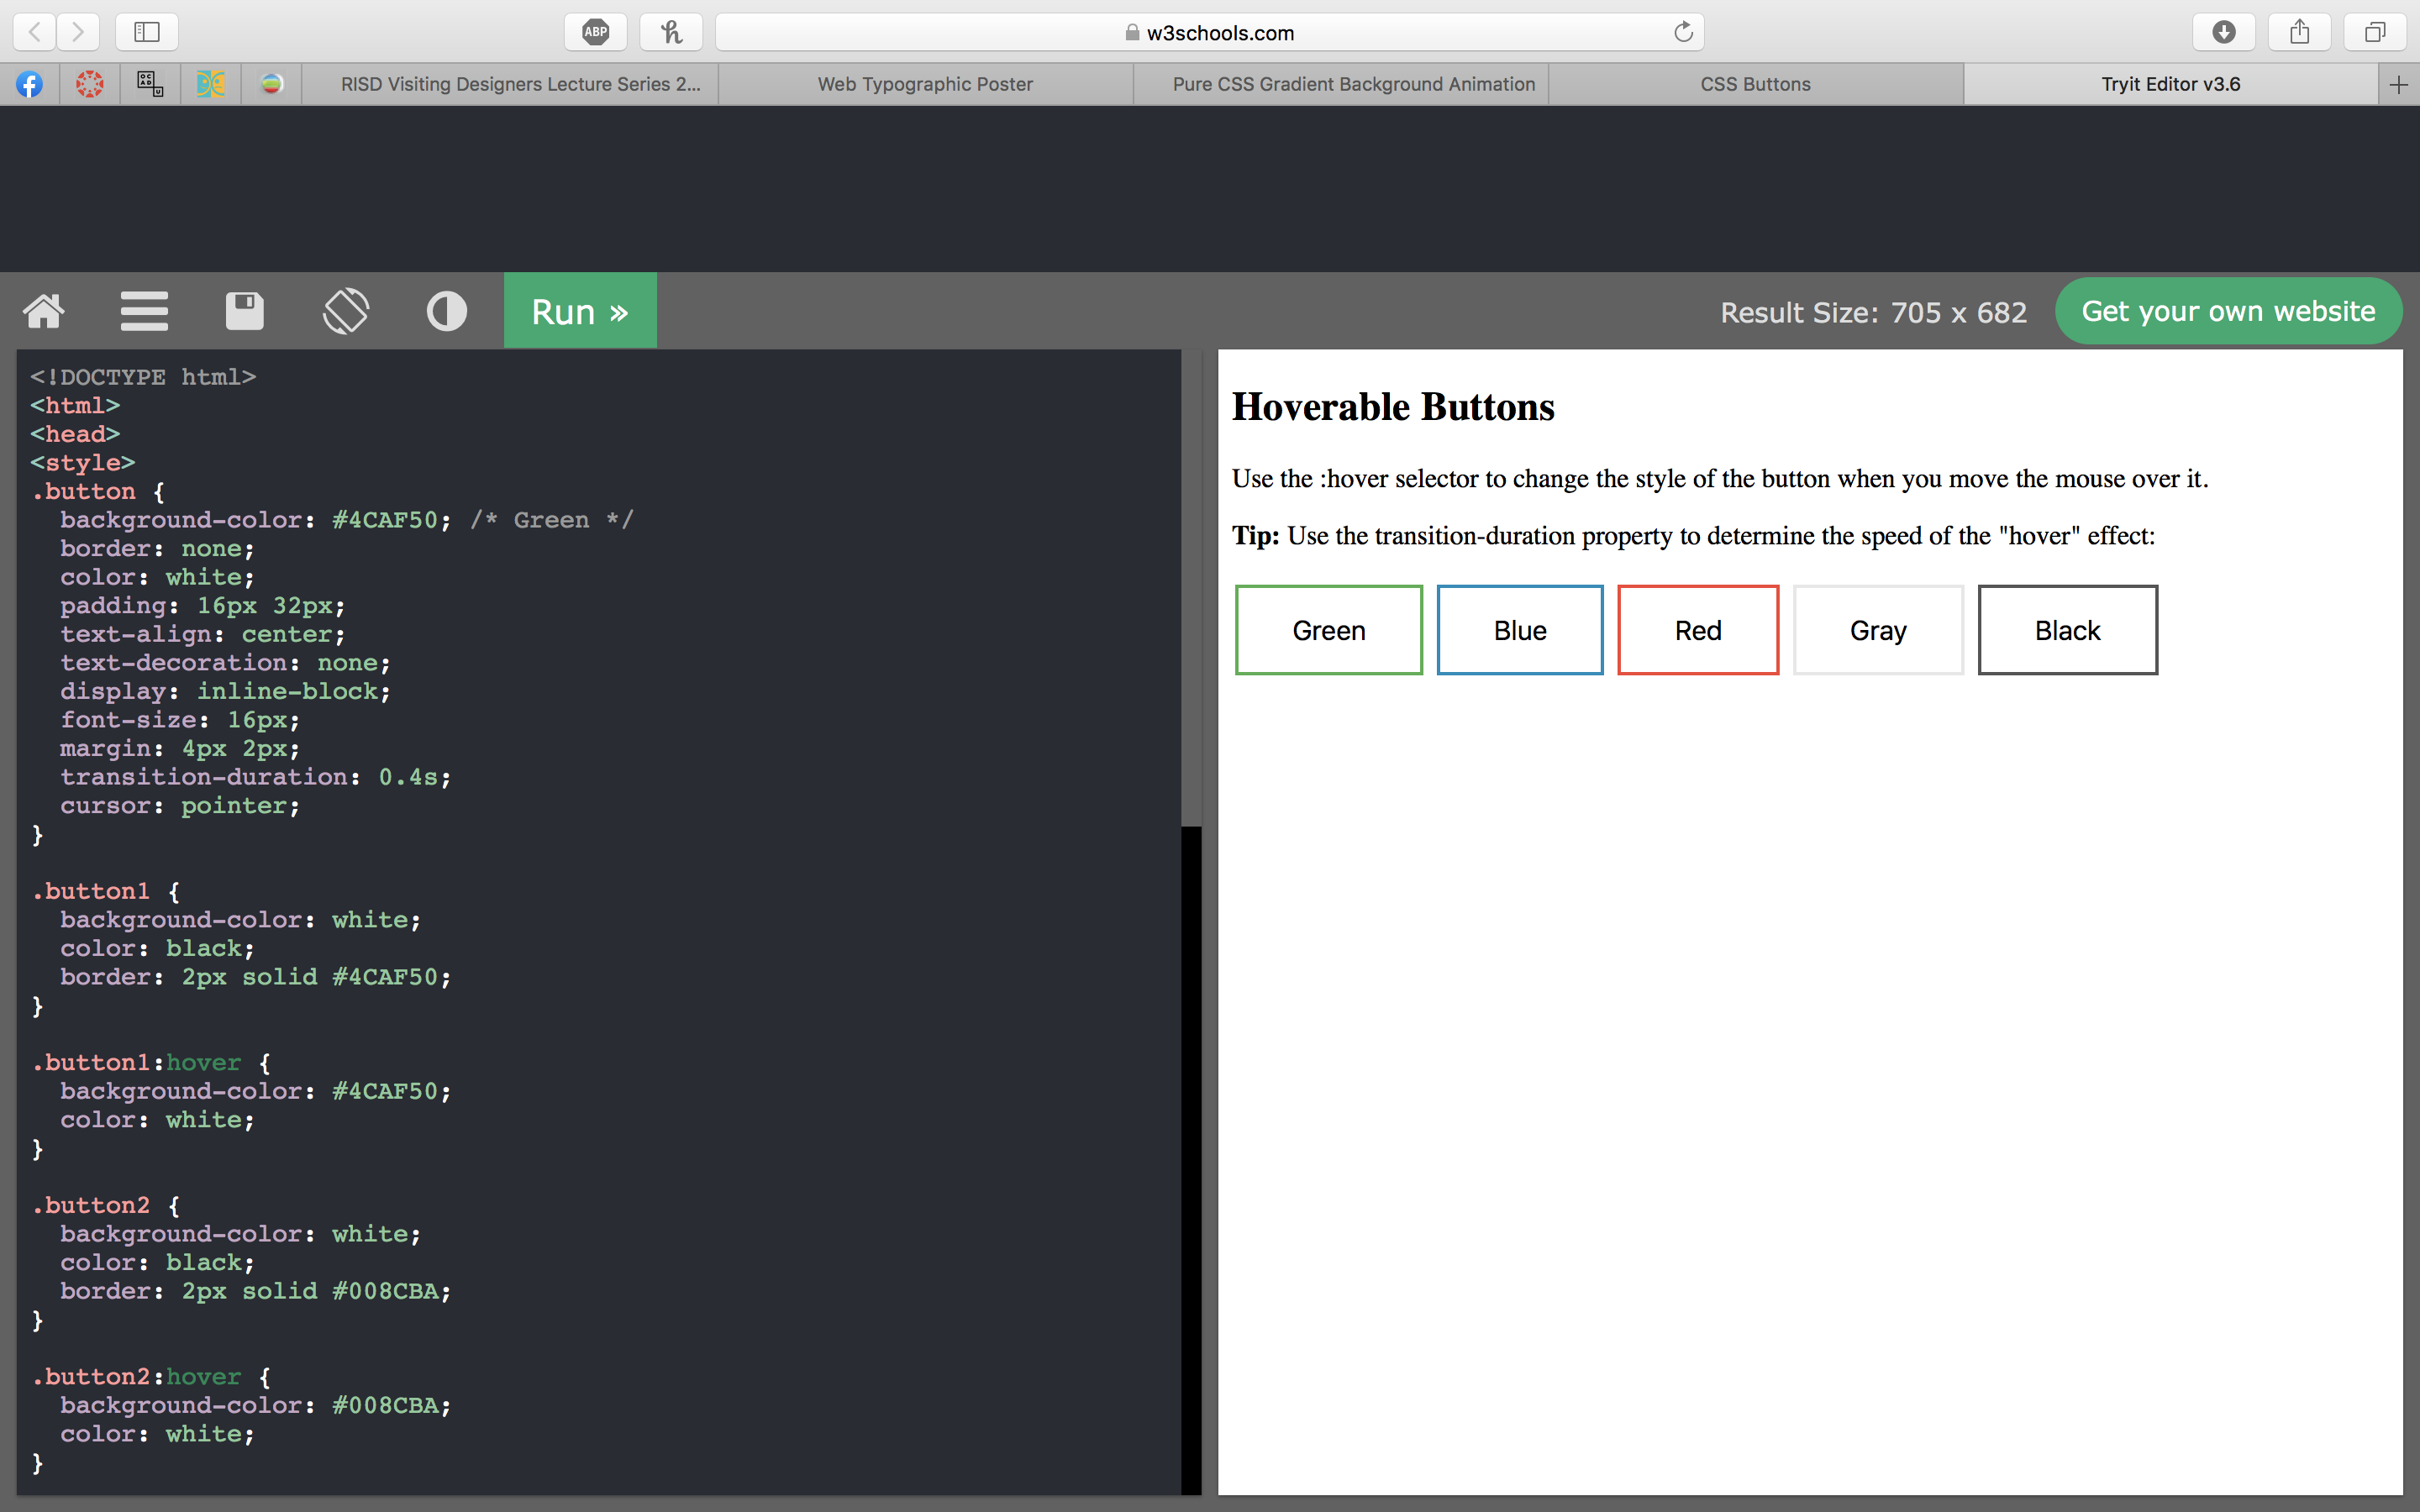 ABP
w3schools.com
RISD Visiting Designers Lecture Series 2...
Web Typographic Poster
Pure CSS Gradient Background Animation
CSS Buttons
Tryit Editor v3.6
Run »
Result Size: 705 x 682
Get your own website
<!DOCTYPE html>
<html>
<head>
<style>
.button {
  background-color: #4CAF50; /* Green */
  border: none;
  color: white;
  padding: 16px 32px;
  text-align: center;
  text-decoration: none;
  display: inline-block;
  font-size: 16px;
  margin: 4px 2px;
  transition-duration: 0.4s;
  cursor: pointer;
}
.button1 {
  background-color: white;
  color: black;
  border: 2px solid #4CAF50;
}
.button1:hover {
  background-color: #4CAF50;
  color: white;
}
.button2 {
  background-color: white;
  color: black;
  border: 2px solid #008CBA;
}
.button2:hover {
  background-color: #008CBA;
  color: white;
}
Hoverable Buttons
Use the :hover selector to change the style of the button when you move the mouse over it.
Tip: Use the transition-duration property to determine the speed of the "hover" effect:
Green
Blue
Red
Gray
Black